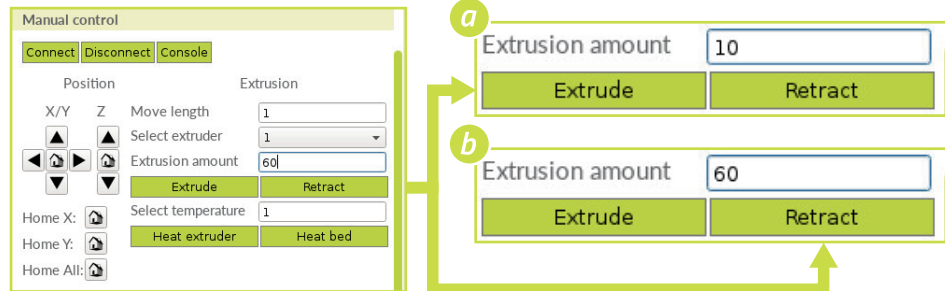 Manual control
Connect Disconnect Console
Position Extrusion
X/Y Z Move length 1
Select extruder 1
Extrusion amount 60
Extrude Retract
Select temperature 1
Home X:
Heat extruder Heat bed
Home Y:
Home All:
a
Extrusion amount 10
Extrude Retract
b
Extrusion amount 60
Extrude Retract